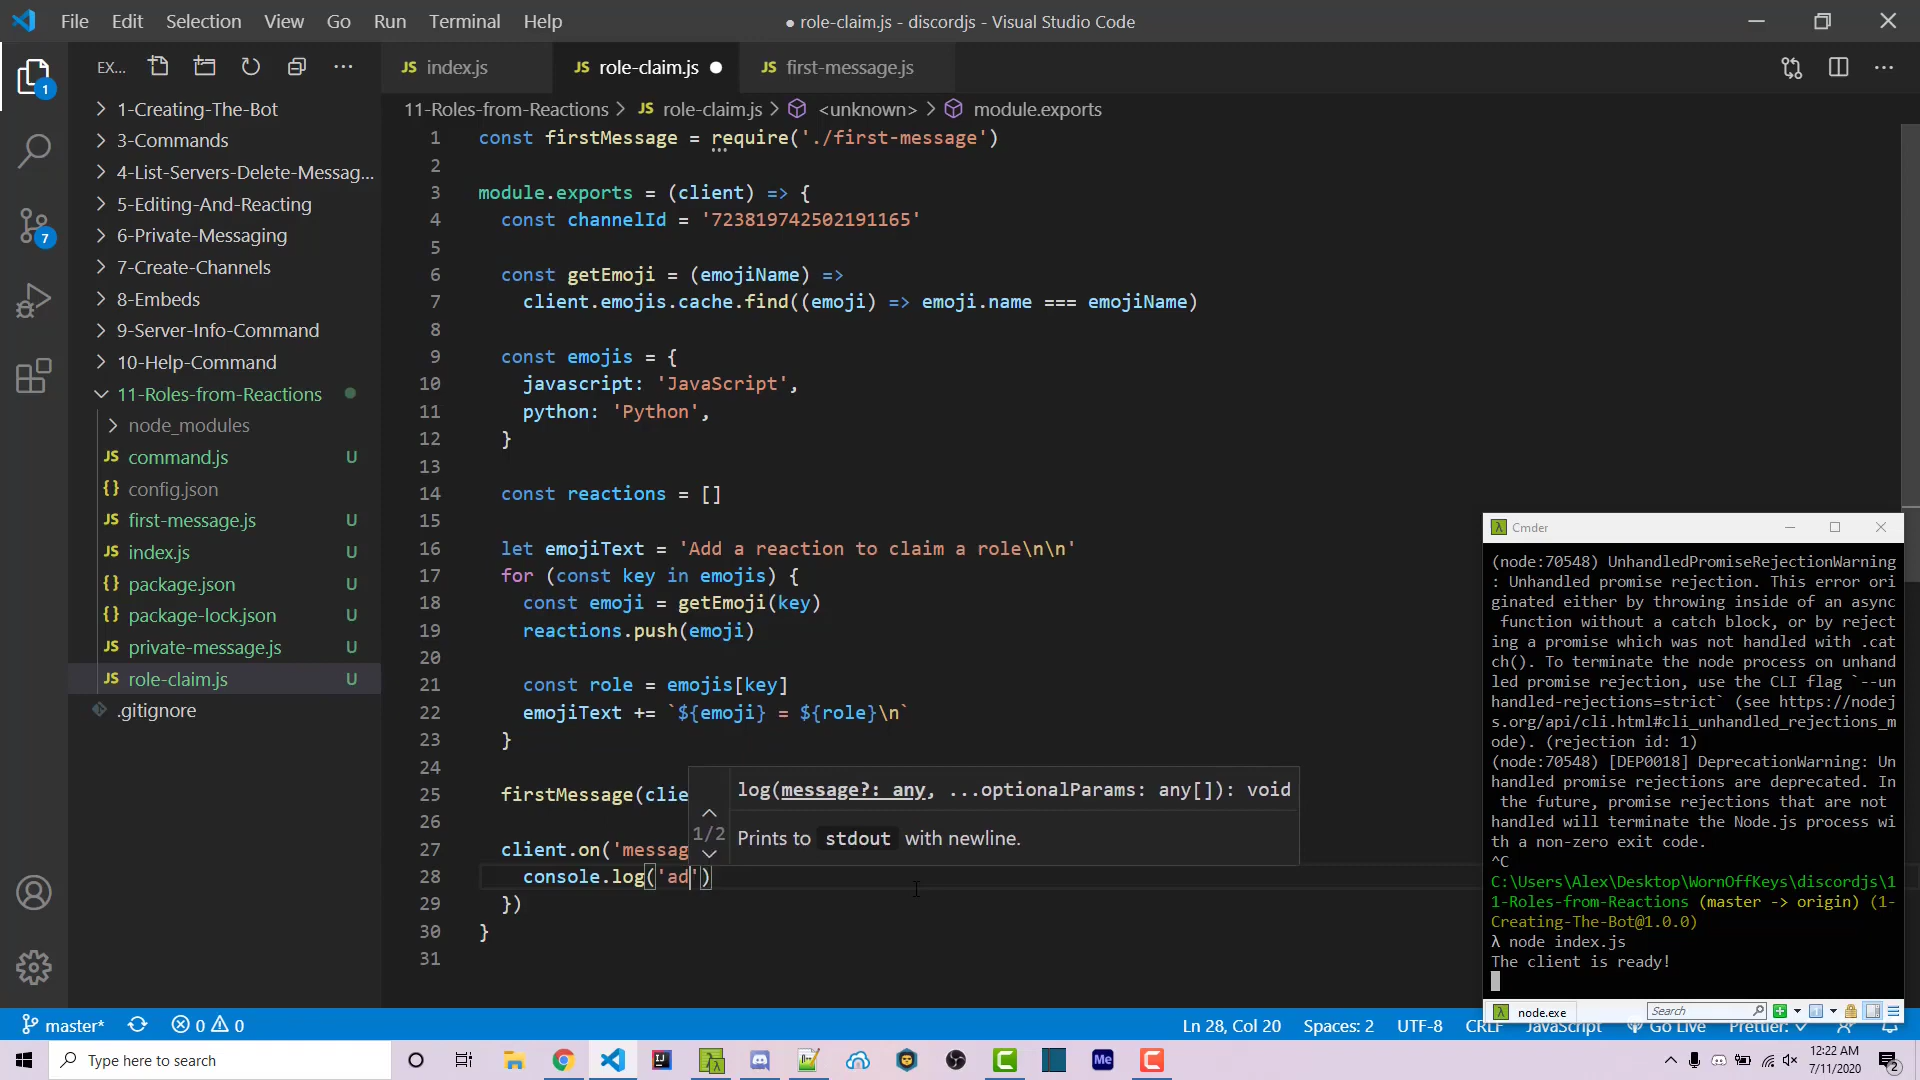 File Edit Selection View Go Run Terminal Help
● role-claim.js - discordjs - Visual Studio Code
EX...
JS index.js
JS role-claim.js ●
JS first-message.js
11-Roles-from-Reactions > JS role-claim.js > <unknown> > module.exports
1
1-Creating-The-Bot
3-Commands
4-List-Servers-Delete-Messag...
5-Editing-And-Reacting
7
6-Private-Messaging
7-Create-Channels
8-Embeds
9-Server-Info-Command
10-Help-Command
11-Roles-from-Reactions
node_modules
JS command.js U
{} config.json
JS first-message.js U
JS index.js U
{} package.json U
{} package-lock.json U
JS private-message.js U
JS role-claim.js U
.gitignore
1 const firstMessage = require('./first-message')
2
3 module.exports = (client) => {
4 const channelId = '723819742502191165'
5
6 const getEmoji = (emojiName) =>
7 client.emojis.cache.find((emoji) => emoji.name === emojiName)
8
9 const emojis = {
10 javascript: 'JavaScript',
11 python: 'Python',
12 }
13
14 const reactions = []
15
16 let emojiText = 'Add a reaction to claim a role\n\n'
17 for (const key in emojis) {
18 const emoji = getEmoji(key)
19 reactions.push(emoji)
20
21 const role = emojis[key]
22 emojiText += `${emoji} = ${role}\n`
23 }
24
25 firstMessage(clie
26
27 client.on('messag
28 console.log('ad')
29 })
30 }
31
log(message?: any, ...optionalParams: any[]): void
1/2
Prints to stdout with newline.
Cmder
(node:70548) UnhandledPromiseRejectionWarning
: Unhandled promise rejection. This error ori
ginated either by throwing inside of an async
function without a catch block, or by reject
ing a promise which was not handled with .cat
ch(). To terminate the node process on unhand
led promise rejection, use the CLI flag `--un
handled-rejections=strict` (see https://nodej
s.org/api/cli.html#cli_unhandled_rejections_m
ode). (rejection id: 1)
(node:70548) [DEP0018] DeprecationWarning: Un
handled promise rejections are deprecated. In
the future, promise rejections that are not
handled will terminate the Node.js process wi
th a non-zero exit code.
^C
C:\Users\Alex\Desktop\WornOffKeys\discordjs\1
1-Roles-from-Reactions (master -> origin) (1-
Creating-The-Bot@1.0.0)
λ node index.js
The client is ready!
node.exe
Search
master*
0 0
Ln 28, Col 20
Spaces: 2
UTF-8
CRLF
JavaScript
Go Live
Prettier: ✓
Type here to search
Me
12:22 AM
7/11/2020
2